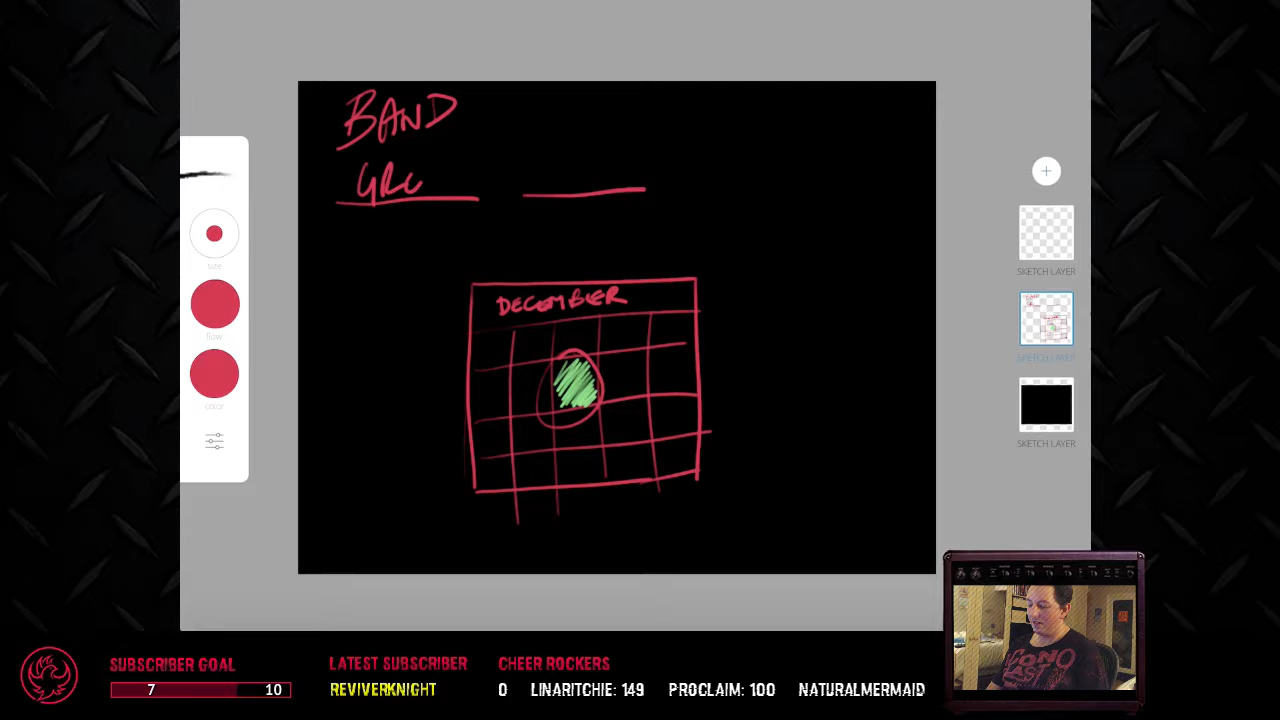 BAND
GRC
DECEMBER
size
flow
color
SKETCH LAYER
SKETCH LAYER
SKETCH LAYER
SUBSCRIBER GOAL
7 10
LATEST SUBSCRIBER
REVIVERKNIGHT
CHEER ROCKERS
0 LINARITCHIE: 149 PROCLAIM: 100 NATURALMERMAID